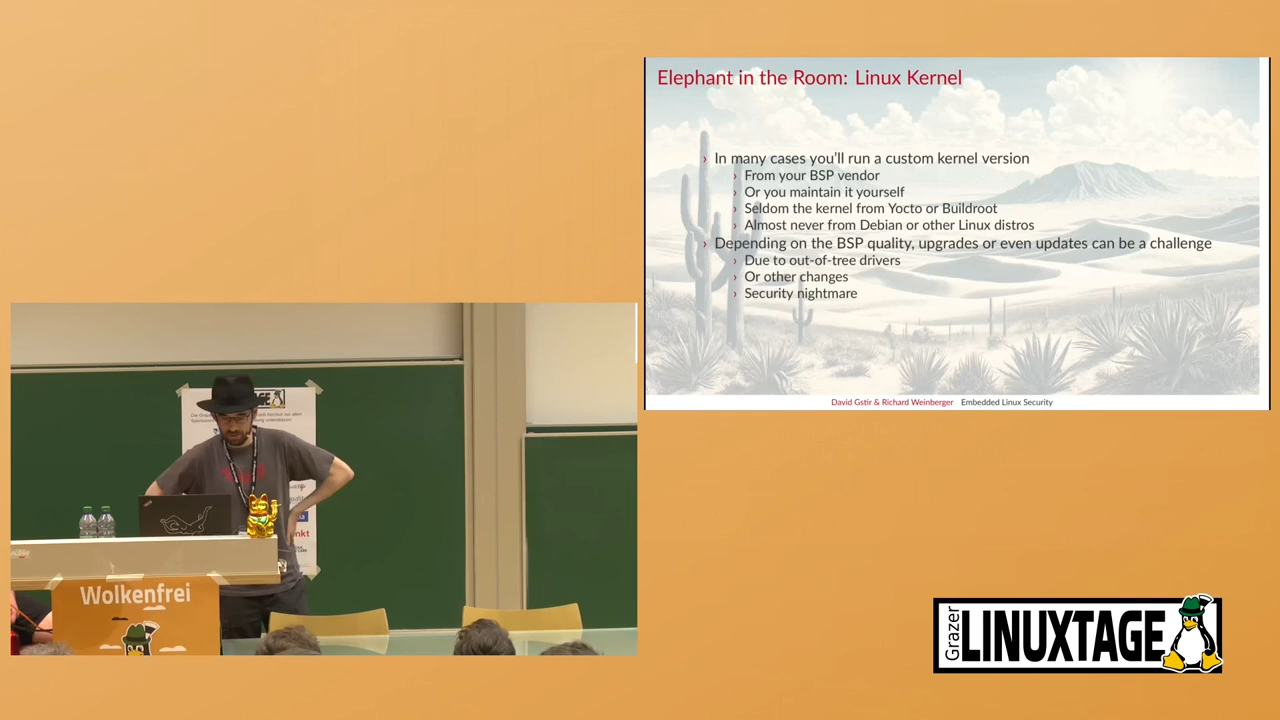 Elephant in the Room: Linux Kernel
› In many cases you'll run a custom kernel version
› From your BSP vendor
› Or you maintain it yourself
› Seldom the kernel from Yocto or Buildroot
› Almost never from Debian or other Linux distros
› Depending on the BSP quality, upgrades or even updates can be a challenge
› Due to out-of-tree drivers
› Or other changes
› Security nightmare
David Gstir & Richard Weinberger Embedded Linux Security
TAGE
Wolkenfrei
Grazer
LINUXTAGE